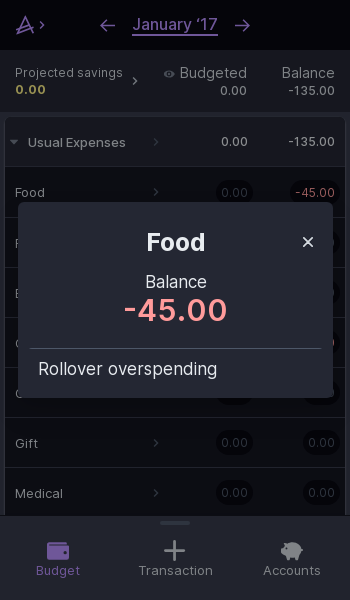 January ‘17
Projected savings
0.00
Budgeted
0.00
Balance
-135.00
Usual Expenses 0.00 -135.00
Food 0.00 -45.00
Food
Balance
-45.00
Rollover overspending
Gift 0.00 0.00
Medical 0.00 0.00
Budget
Transaction
Accounts